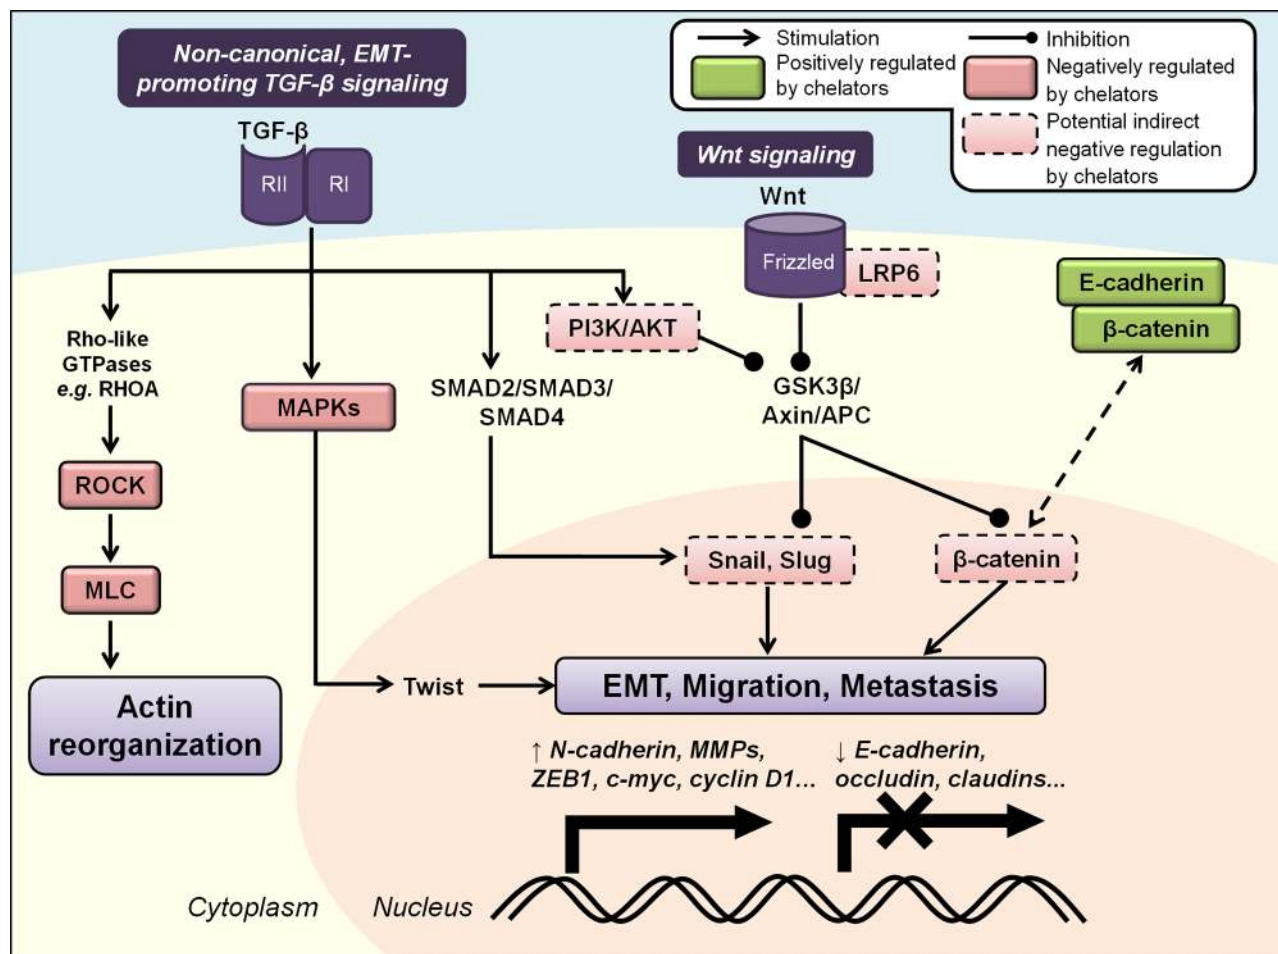 Non-canonical, EMT-
promoting TGF-β signaling
TGF-β
RII
RI
Stimulation
Inhibition
Positively regulated
by chelators
Negatively regulated
by chelators
Potential indirect
negative regulation
by chelators
Wnt signaling
Wnt
Frizzled
LRP6
E-cadherin
β-catenin
Rho-like
GTPases
e.g. RHOA
MAPKs
SMAD2/SMAD3/
SMAD4
PI3K/AKT
GSK3β/
Axin/APC
ROCK
MLC
Snail, Slug
β-catenin
Actin
reorganization
Twist
EMT, Migration, Metastasis
↑ N-cadherin, MMPs,
ZEB1, c-myc, cyclin D1...
↓ E-cadherin,
occludin, claudins...
Cytoplasm
Nucleus